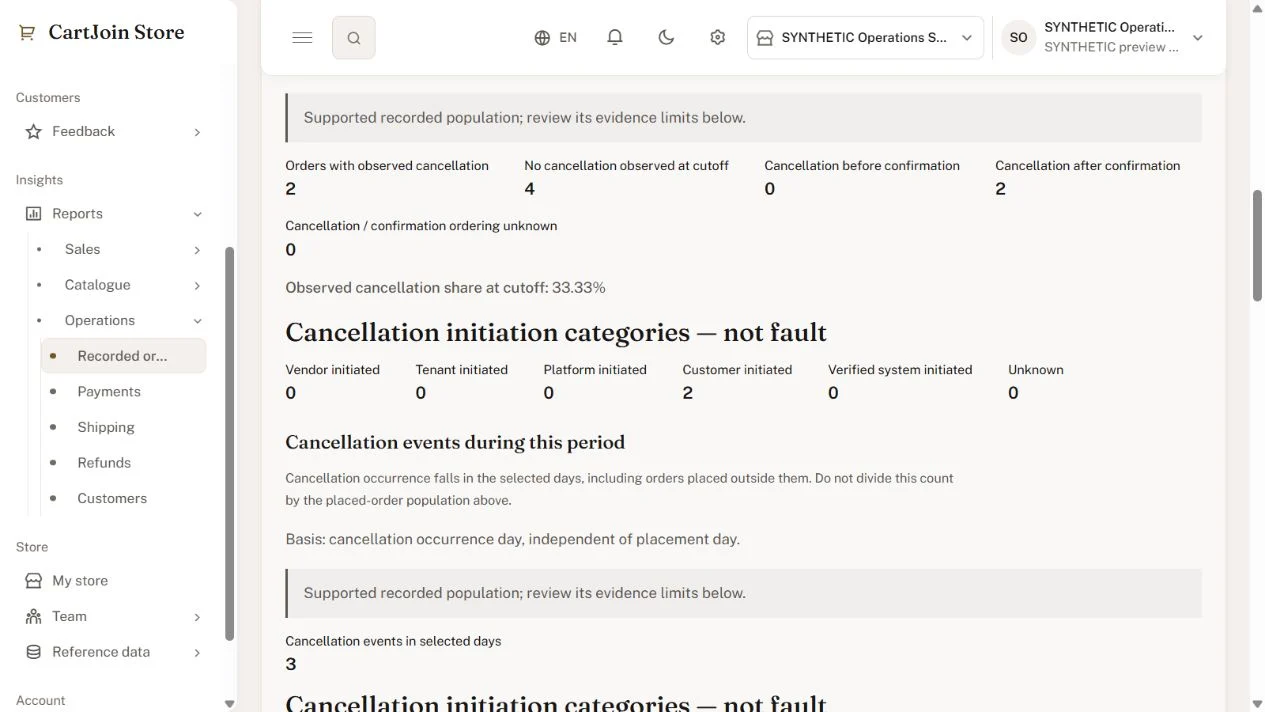 CartJoin Store
EN
SYNTHETIC Operations S...
SO
SYNTHETIC Operati...
SYNTHETIC preview ...
Customers
Feedback
Insights
Reports
Sales
Catalogue
Operations
Recorded or...
Payments
Shipping
Refunds
Customers
Store
My store
Team
Reference data
Account
Supported recorded population; review its evidence limits below.
Orders with observed cancellation
2
No cancellation observed at cutoff
4
Cancellation before confirmation
0
Cancellation after confirmation
2
Cancellation / confirmation ordering unknown
0
Observed cancellation share at cutoff: 33.33%
Cancellation initiation categories — not fault
Vendor initiated
0
Tenant initiated
0
Platform initiated
0
Customer initiated
2
Verified system initiated
0
Unknown
0
Cancellation events during this period
Cancellation occurrence falls in the selected days, including orders placed outside them. Do not divide this count
by the placed-order population above.
Basis: cancellation occurrence day, independent of placement day.
Supported recorded population; review its evidence limits below.
Cancellation events in selected days
3
Cancellation initiation categories — not fault